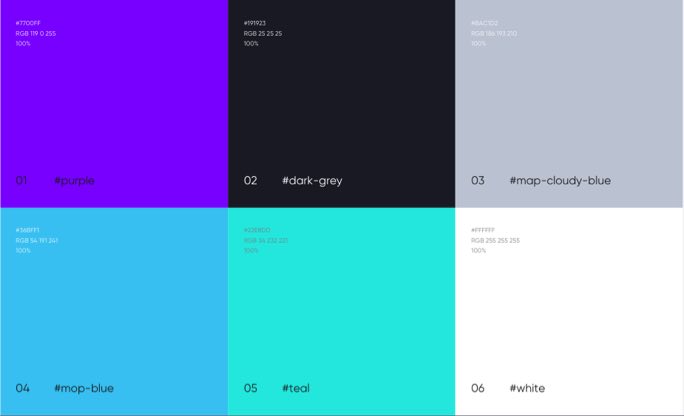 #7700FF
RGB 119 0 255
100%
01 #purple
#191923
RGB 25 25 25
100%
02 #dark-grey
#BAC1D2
RGB 186 193 210
100%
03 #map-cloudy-blue
#36BFF1
RGB 54 191 241
100%
04 #mop-blue
#22E8DD
RGB 34 232 221
100%
05 #teal
#FFFFFF
RGB 255 255 255
100%
06 #white